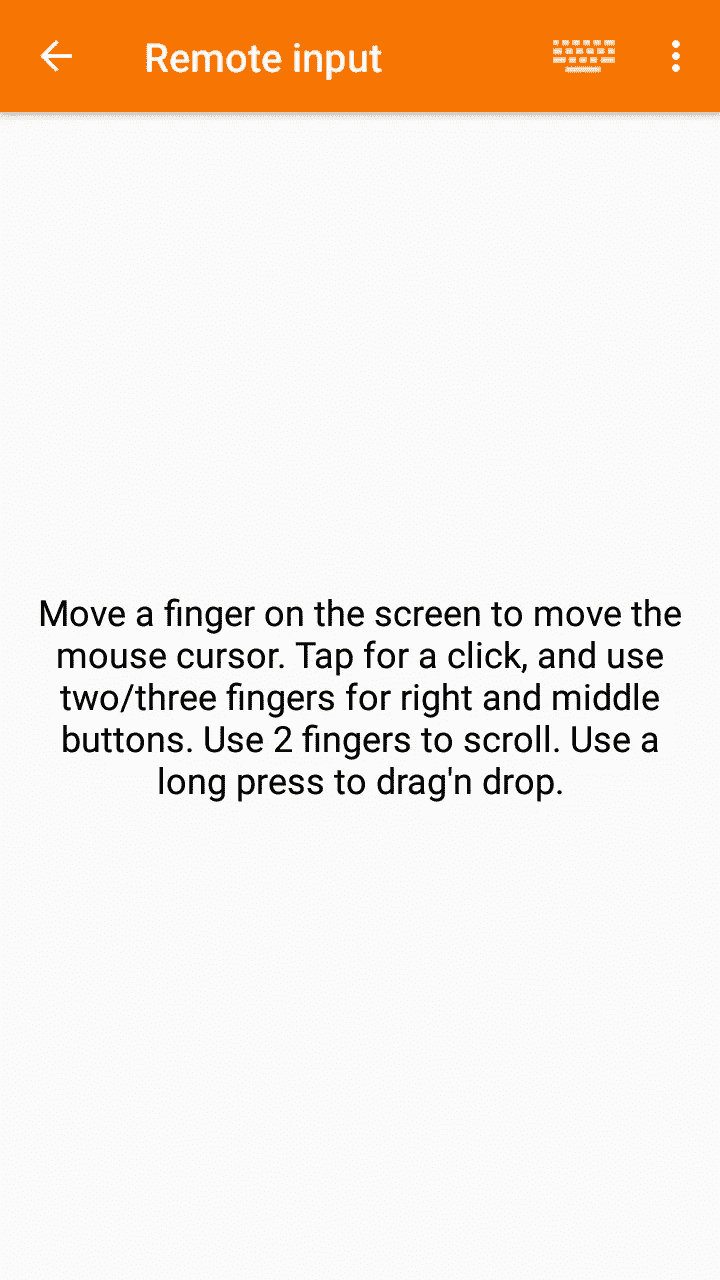 Remote input
Move a finger on the screen to move the
mouse cursor. Tap for a click, and use
two/three fingers for right and middle
buttons. Use 2 fingers to scroll. Use a
long press to drag'n drop.